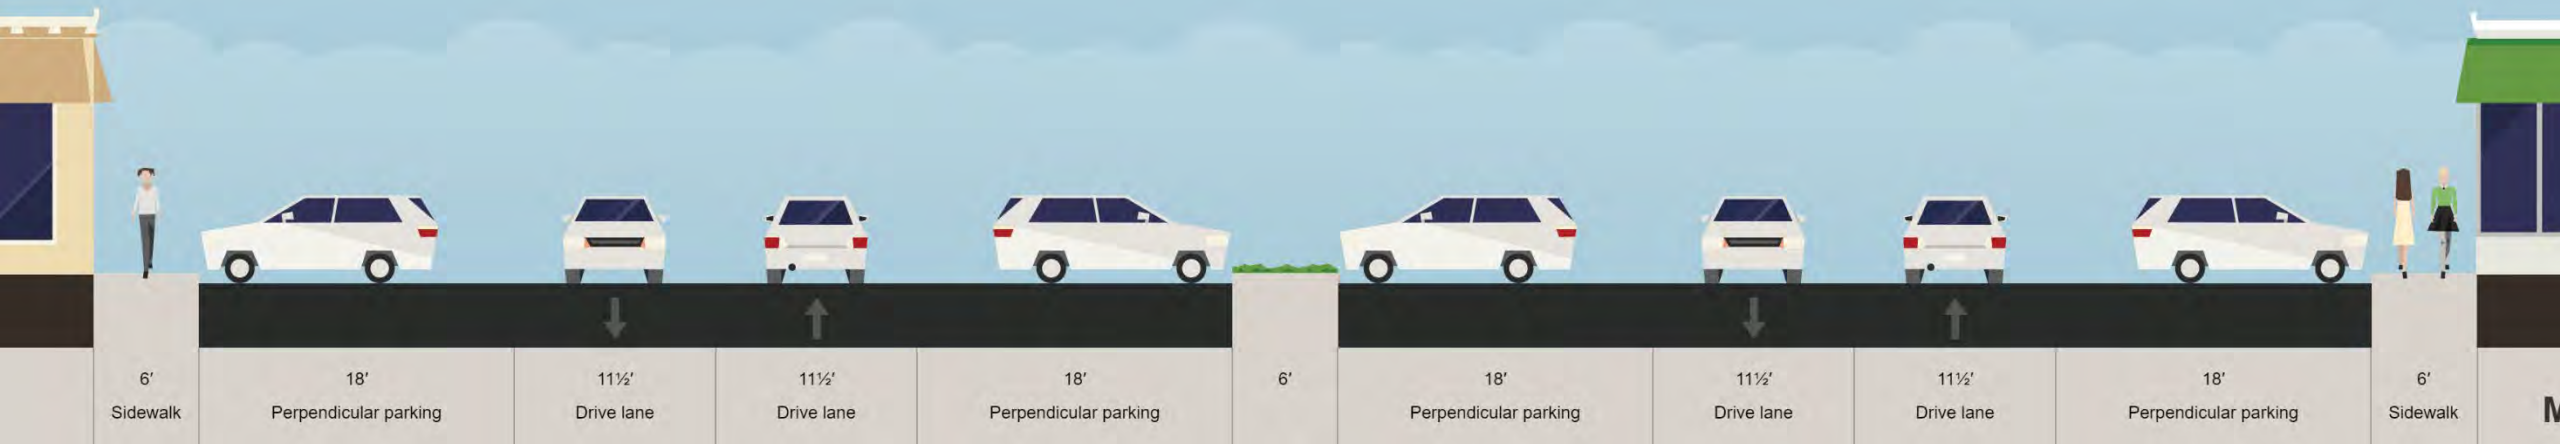 6′
Sidewalk
18′
Perpendicular parking
11½′
Drive lane
11½′
Drive lane
18′
Perpendicular parking
6′
18′
Perpendicular parking
11½′
Drive lane
11½′
Drive lane
18′
Perpendicular parking
6′
Sidewalk